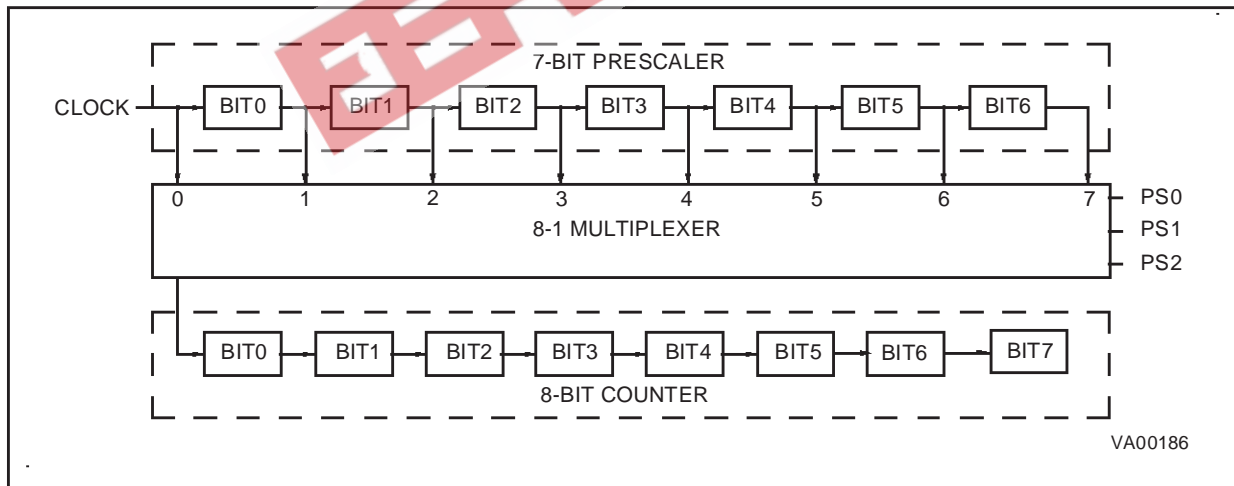 7-BIT PRESCALER
CLOCK BIT0 BIT1 BIT2 BIT3 BIT4 BIT5 BIT6
0 1 2 3 4 5 6 7 PS0
8-1 MULTIPLEXER PS1
PS2
BIT0 BIT1 BIT2 BIT3 BIT4 BIT5 BIT6 BIT7
8-BIT COUNTER
VA00186